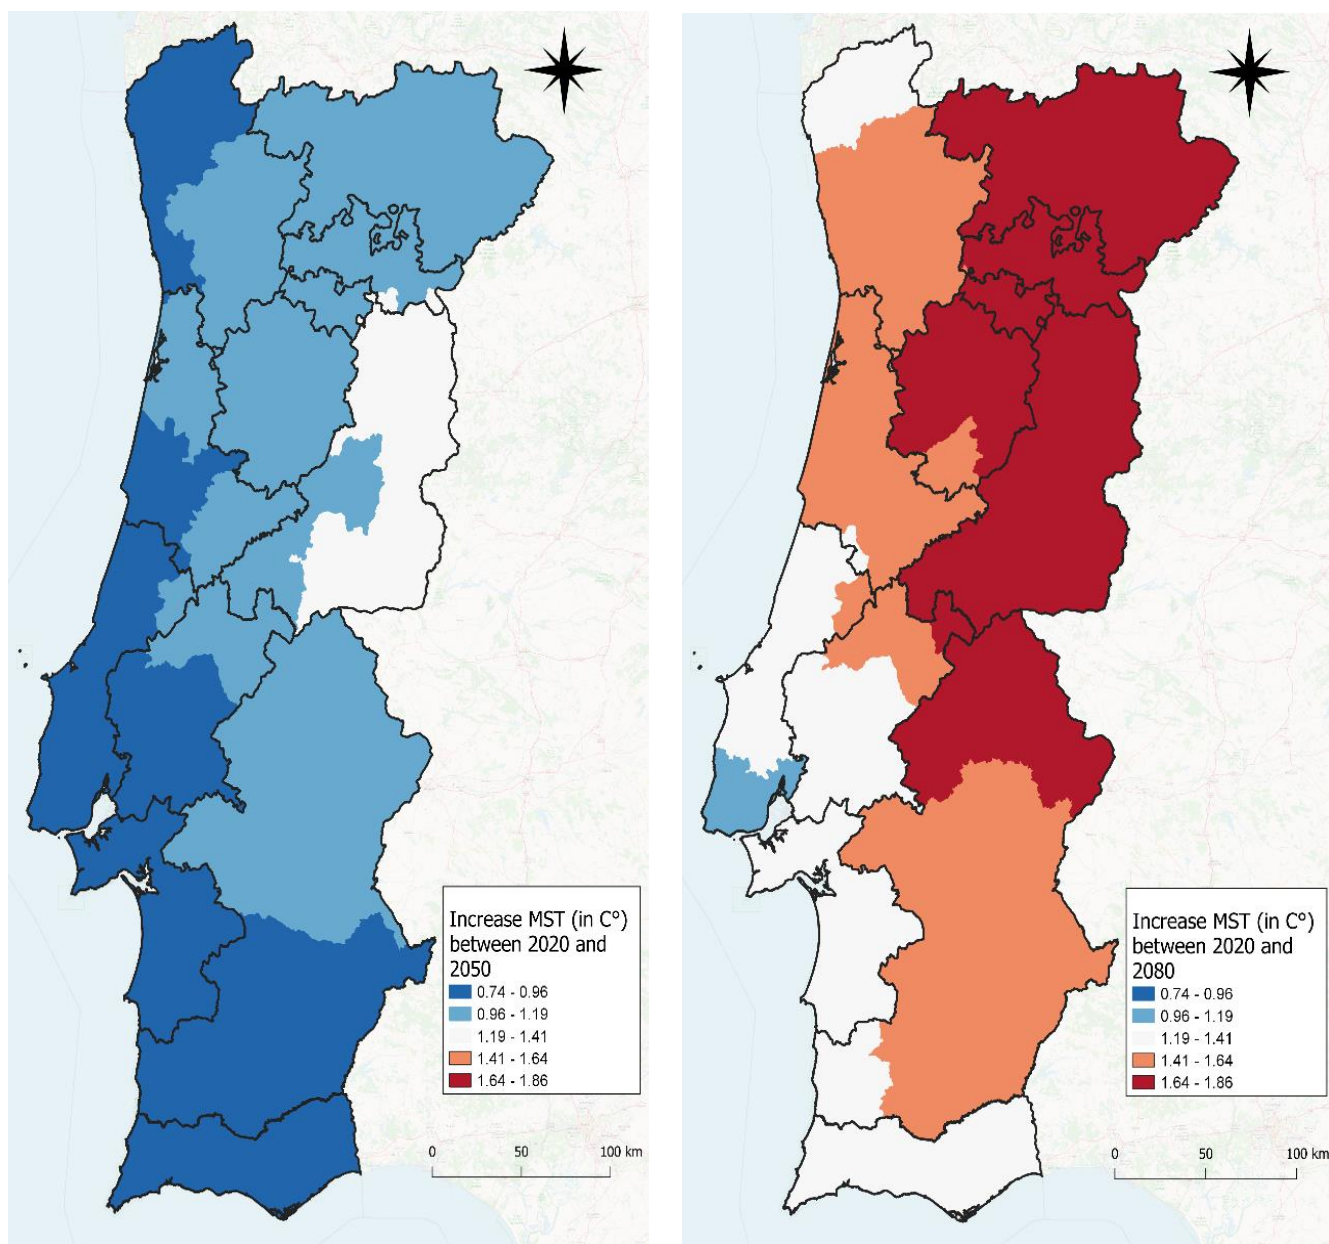 Increase MST (in C°)
between 2020 and
2050
0.74 - 0.96
0.96 - 1.19
1.19 - 1.41
1.41 - 1.64
1.64 - 1.86
0 50 100 km
Increase MST (in C°)
between 2020 and
2080
0.74 - 0.96
0.96 - 1.19
1.19 - 1.41
1.41 - 1.64
1.64 - 1.86
0 50 100 km